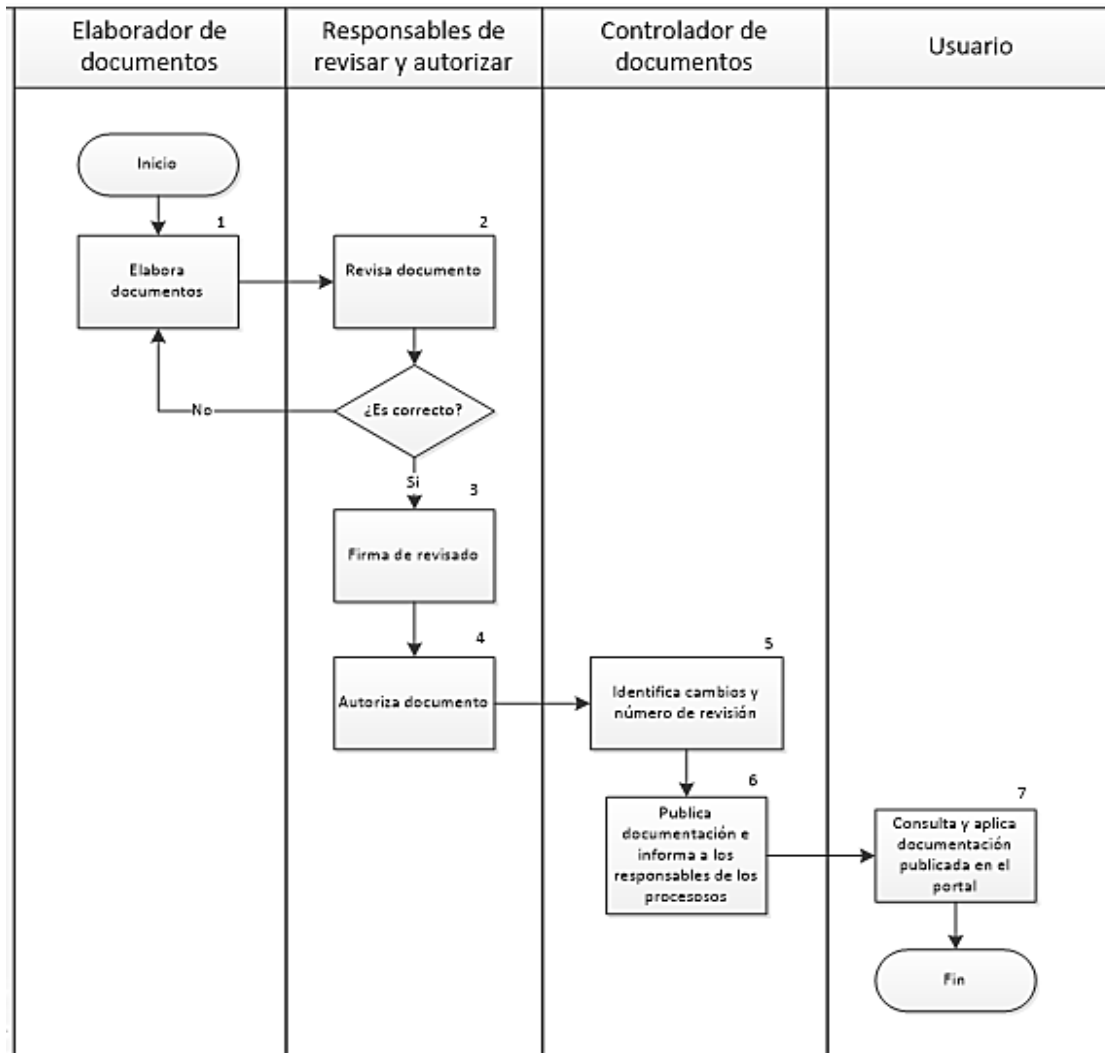 Elaborador de
documentos
Responsables de
revisar y autorizar
Controlador de
documentos
Usuario
Inicio
1
Elabora
documentos
2
Revisa documento
¿Es correcto?
No
Si
3
Firma de revisado
4
Autoriza documento
5
Identifica cambios y
número de revisión
6
Publica
documentación e
informa a los
responsables de los
procesosos
7
Consulta y aplica
documentación
publicada en el
portal
Fin